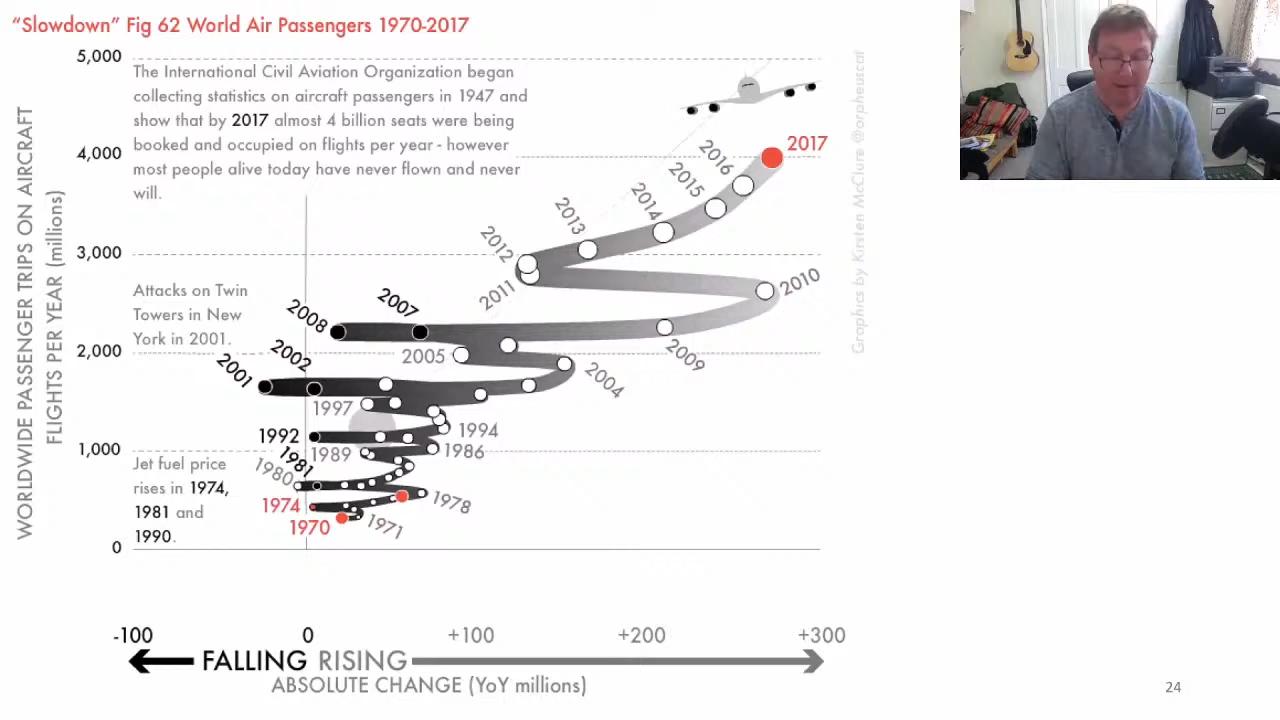 “Slowdown” Fig 62 World Air Passengers 1970-2017
5,000
The International Civil Aviation Organization began
collecting statistics on aircraft passengers in 1947 and
show that by 2017 almost 4 billion seats were being
booked and occupied on flights per year - however
most people alive today have never flown and never
will.
WORLDWIDE PASSENGER TRIPS ON AIRCRAFT
FLIGHTS PER YEAR (millions)
Graphics by Kirsten McClure @orpheuscat
4,000
2017
2016
2015
2014
2013
2012
3,000
2011
2010
Attacks on Twin
Towers in New
York in 2001.
2008
2007
2009
2,000
2005
2004
2001
2002
1997
1994
1992
1,000
1989
1986
Jet fuel price
rises in 1974,
1981 and
1990.
1980
1981
1978
1974
1970
1971
0
-100
0
+100
+200
+300
FALLING RISING
ABSOLUTE CHANGE (YoY millions)
24